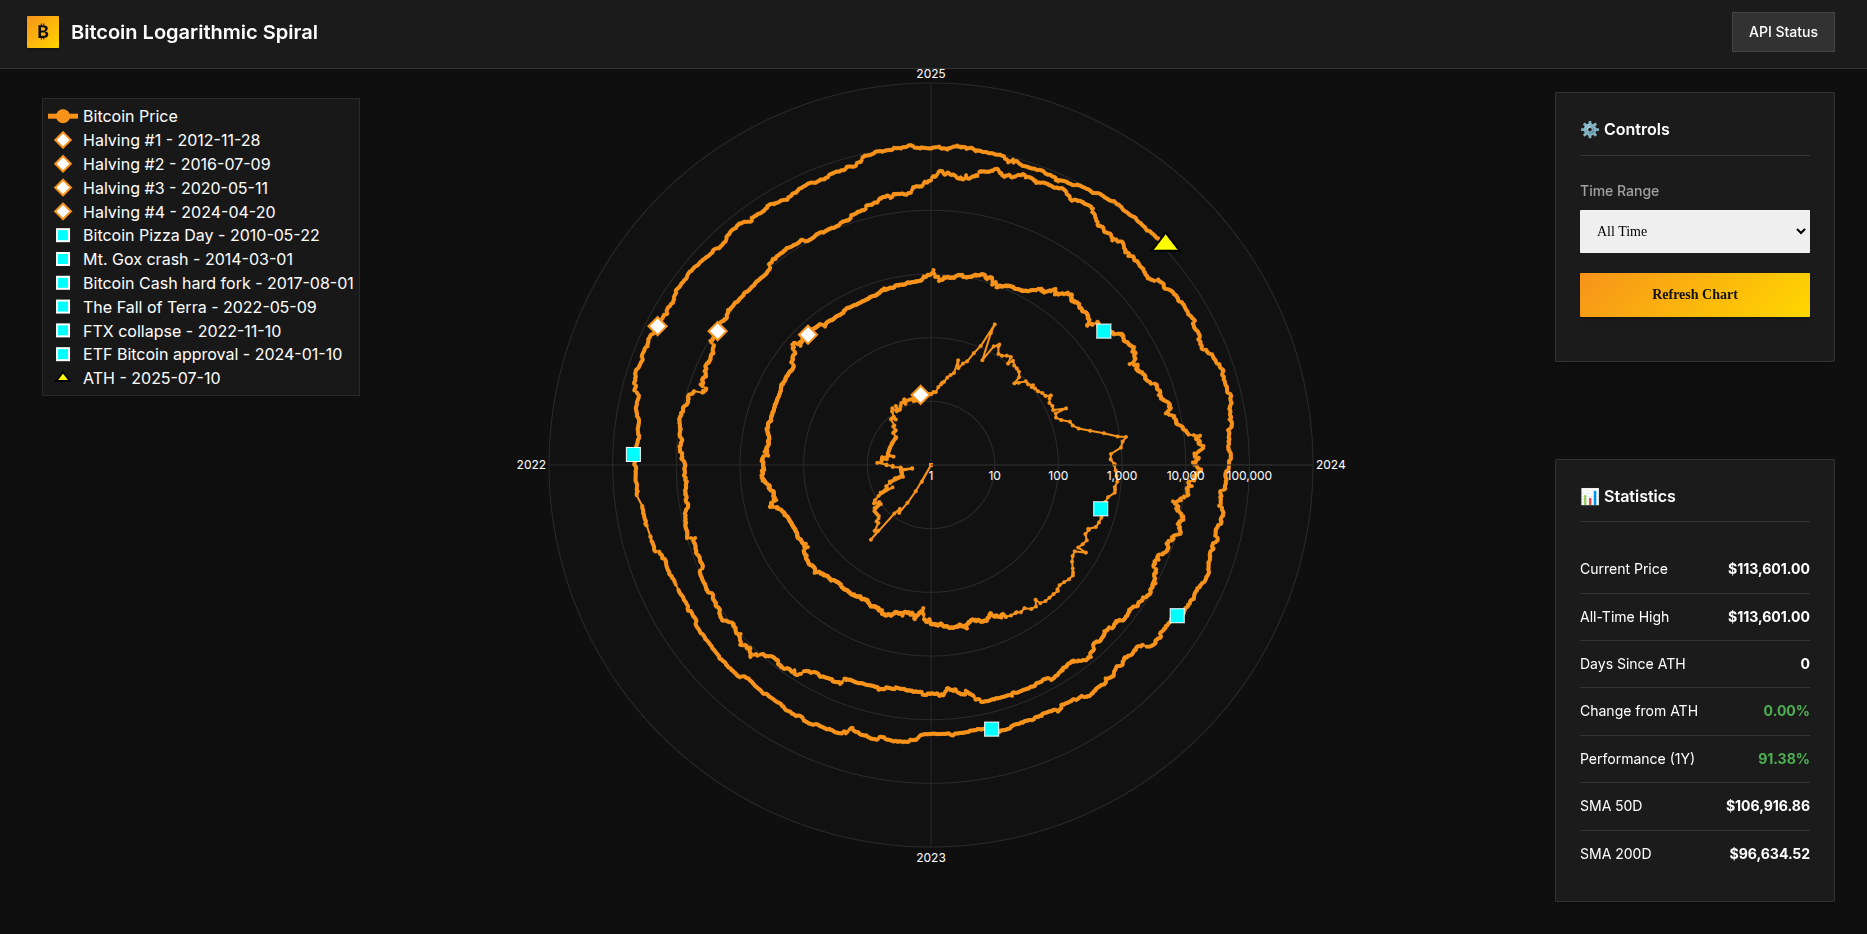 ₿ Bitcoin Logarithmic Spiral
API Status
Bitcoin Price
Halving #1 - 2012-11-28
Halving #2 - 2016-07-09
Halving #3 - 2020-05-11
Halving #4 - 2024-04-20
Bitcoin Pizza Day - 2010-05-22
Mt. Gox crash - 2014-03-01
Bitcoin Cash hard fork - 2017-08-01
The Fall of Terra - 2022-05-09
FTX collapse - 2022-11-10
ETF Bitcoin approval - 2024-01-10
ATH - 2025-07-10
2025
2022
1
10
100
1,000
10,000
100,000
2024
2023
⚙️ Controls
Time Range
All Time
Refresh Chart
📊 Statistics
Current Price $113,601.00
All-Time High $113,601.00
Days Since ATH 0
Change from ATH 0.00%
Performance (1Y) 91.38%
SMA 50D $106,916.86
SMA 200D $96,634.52